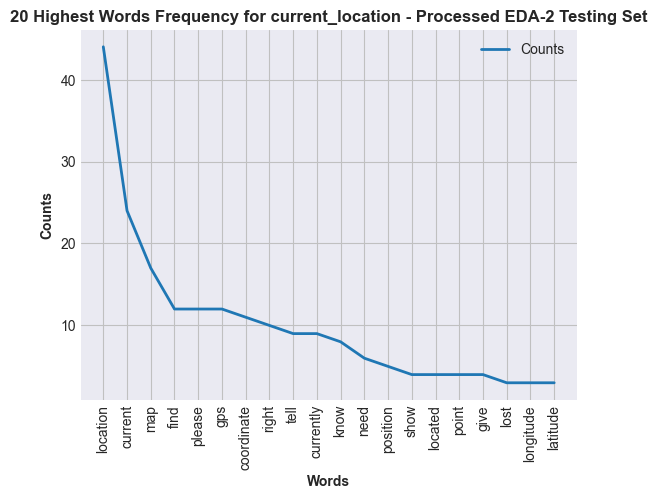 20 Highest Words Frequency for current_location - Processed EDA-2 Testing Set
Counts
40
30
20
10
Counts
location
current
map
find
please
gps
coordinate
right
tell
currently
know
need
position
show
located
point
give
lost
longitude
latitude
Words